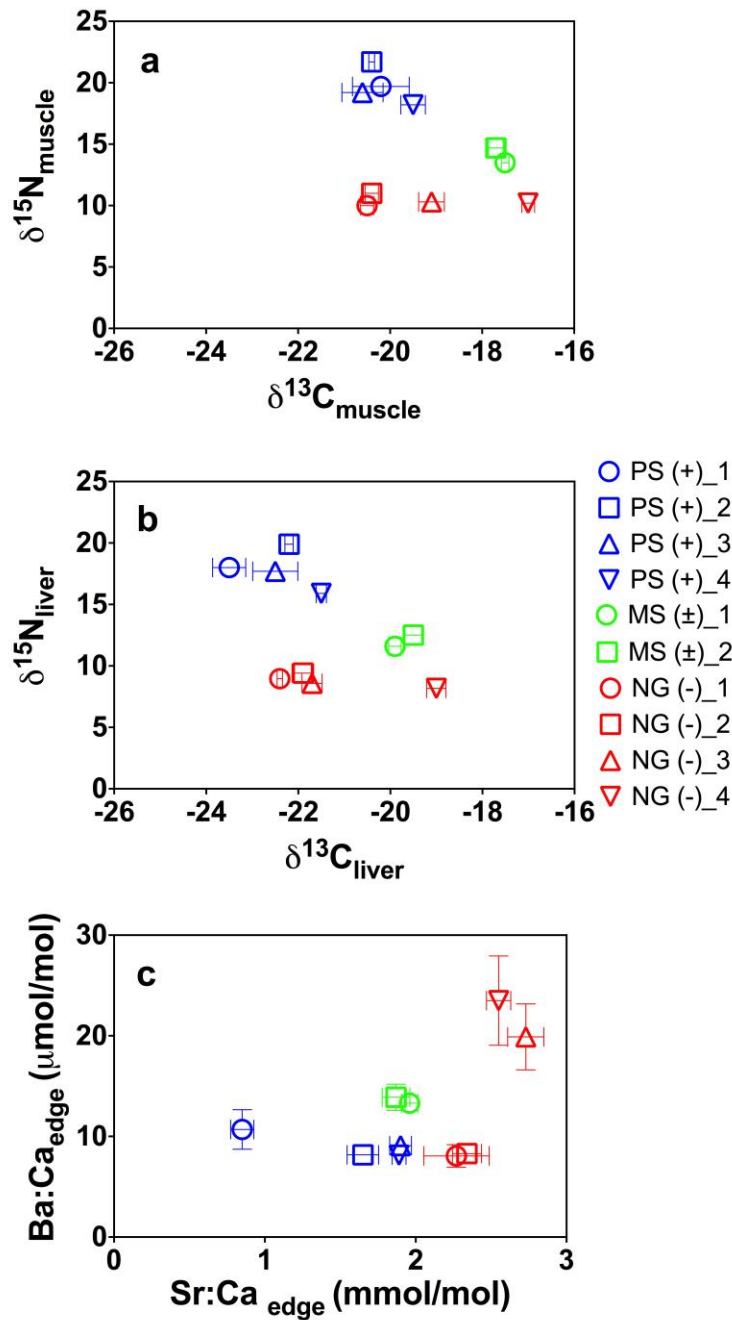 25
20
15
10
5
0
a
δ15Nmuscle
-26 -24 -22 -20 -18 -16
δ13Cmuscle
25
20
15
10
5
0
b
δ15Nliver
-26 -24 -22 -20 -18 -16
δ13Cliver
PS (+)_1
PS (+)_2
PS (+)_3
PS (+)_4
MS (±)_1
MS (±)_2
NG (-)_1
NG (-)_2
NG (-)_3
NG (-)_4
30
20
10
0
c
Ba:Caedge (μmol/mol)
0 1 2 3
Sr:Ca edge (mmol/mol)